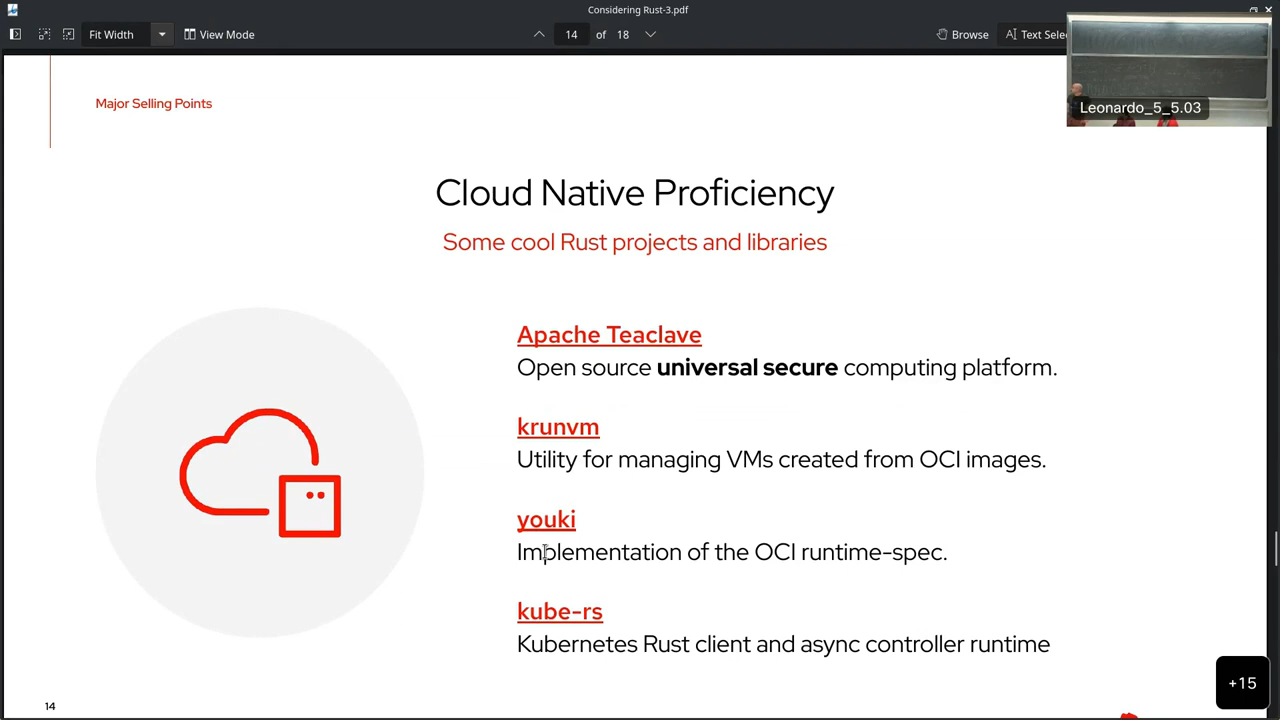 Considering Rust-3.pdf
Fit Width
View Mode
14 of 18
Browse
Text Selec
Leonardo_5_5.03
Major Selling Points
Cloud Native Proficiency
Some cool Rust projects and libraries
Apache Teaclave
Open source universal secure computing platform.
krunvm
Utility for managing VMs created from OCI images.
youki
Implementation of the OCI runtime-spec.
kube-rs
Kubernetes Rust client and async controller runtime
+15
14